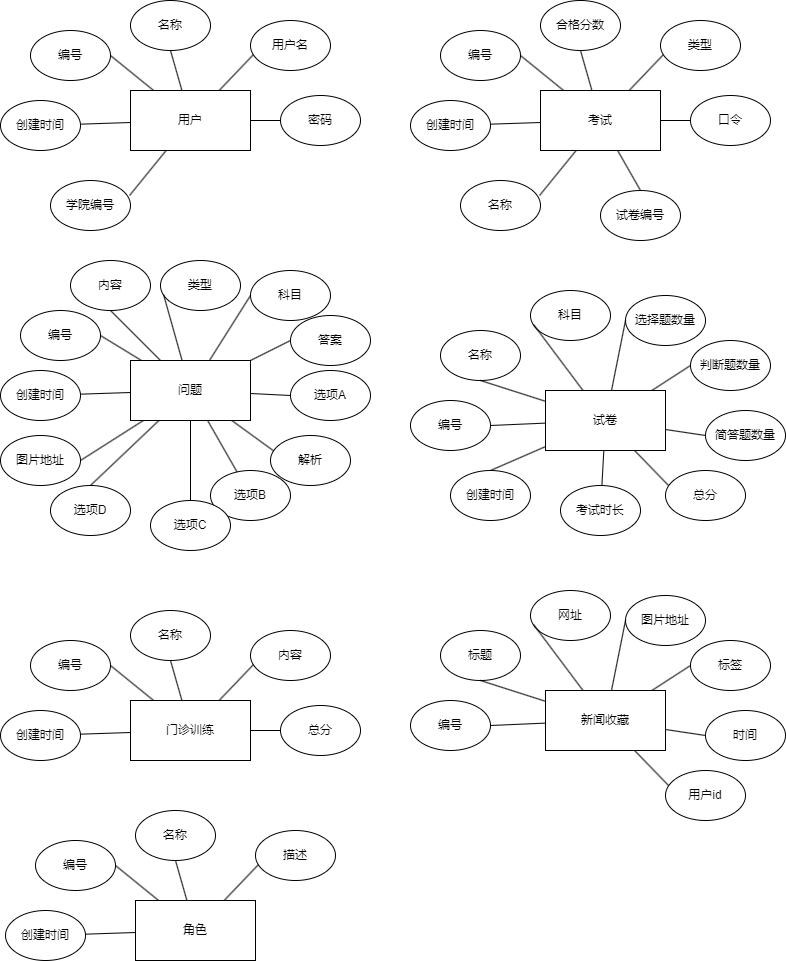 名称
编号
用户名
创建时间
用户
密码
学院编号
合格分数
编号
类型
创建时间
考试
口令
名称
试卷编号
内容
类型
科目
编号
答案
创建时间
问题
选项A
图片地址
解析
选项D
选项B
选项C
科目
选择题数量
名称
判断题数量
编号
试卷
简答题数量
创建时间
考试时长
总分
名称
编号
内容
创建时间
门诊训练
总分
网址
图片地址
标题
标签
编号
新闻收藏
时间
用户id
名称
编号
描述
创建时间
角色